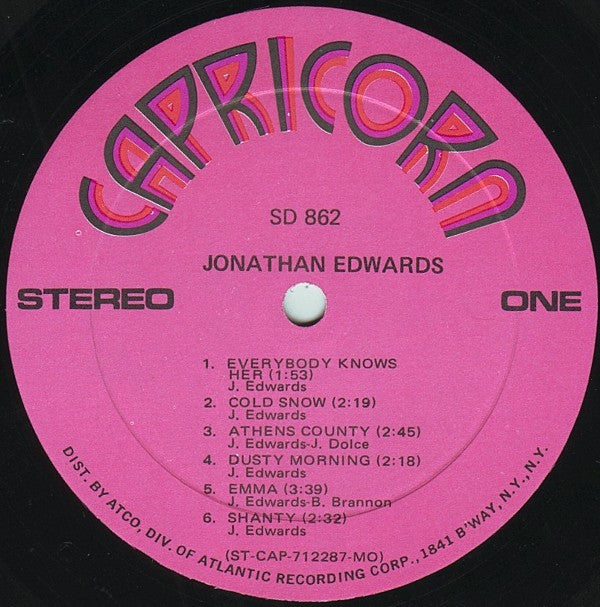 CAPRICORN
SD 862
JONATHAN EDWARDS
STEREO
ONE
1. EVERYBODY KNOWS
HER (1:53)
J. Edwards
2. COLD SNOW (2:19)
J. Edwards
3. ATHENS COUNTY (2:45)
J. Edwards-J. Dolce
4. DUSTY MORNING (2:18)
J. Edwards
5. EMMA (3:39)
J. Edwards-B. Brannon
6. SHANTY (2:32)
J. Edwards
(ST-CAP-712287-MO)
DIST. BY ATCO, DIV. OF ATLANTIC RECORDING CORP., 1841 B'WAY, N.Y., N.Y.